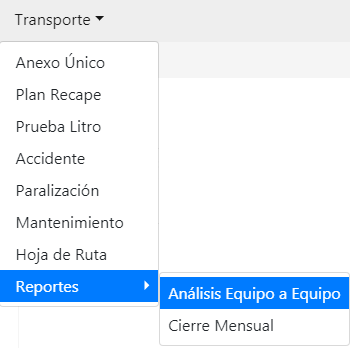 Transporte
Anexo Único
Plan Recape
Prueba Litro
Accidente
Paralización
Mantenimiento
Hoja de Ruta
Reportes
Análisis Equipo a Equipo
Cierre Mensual